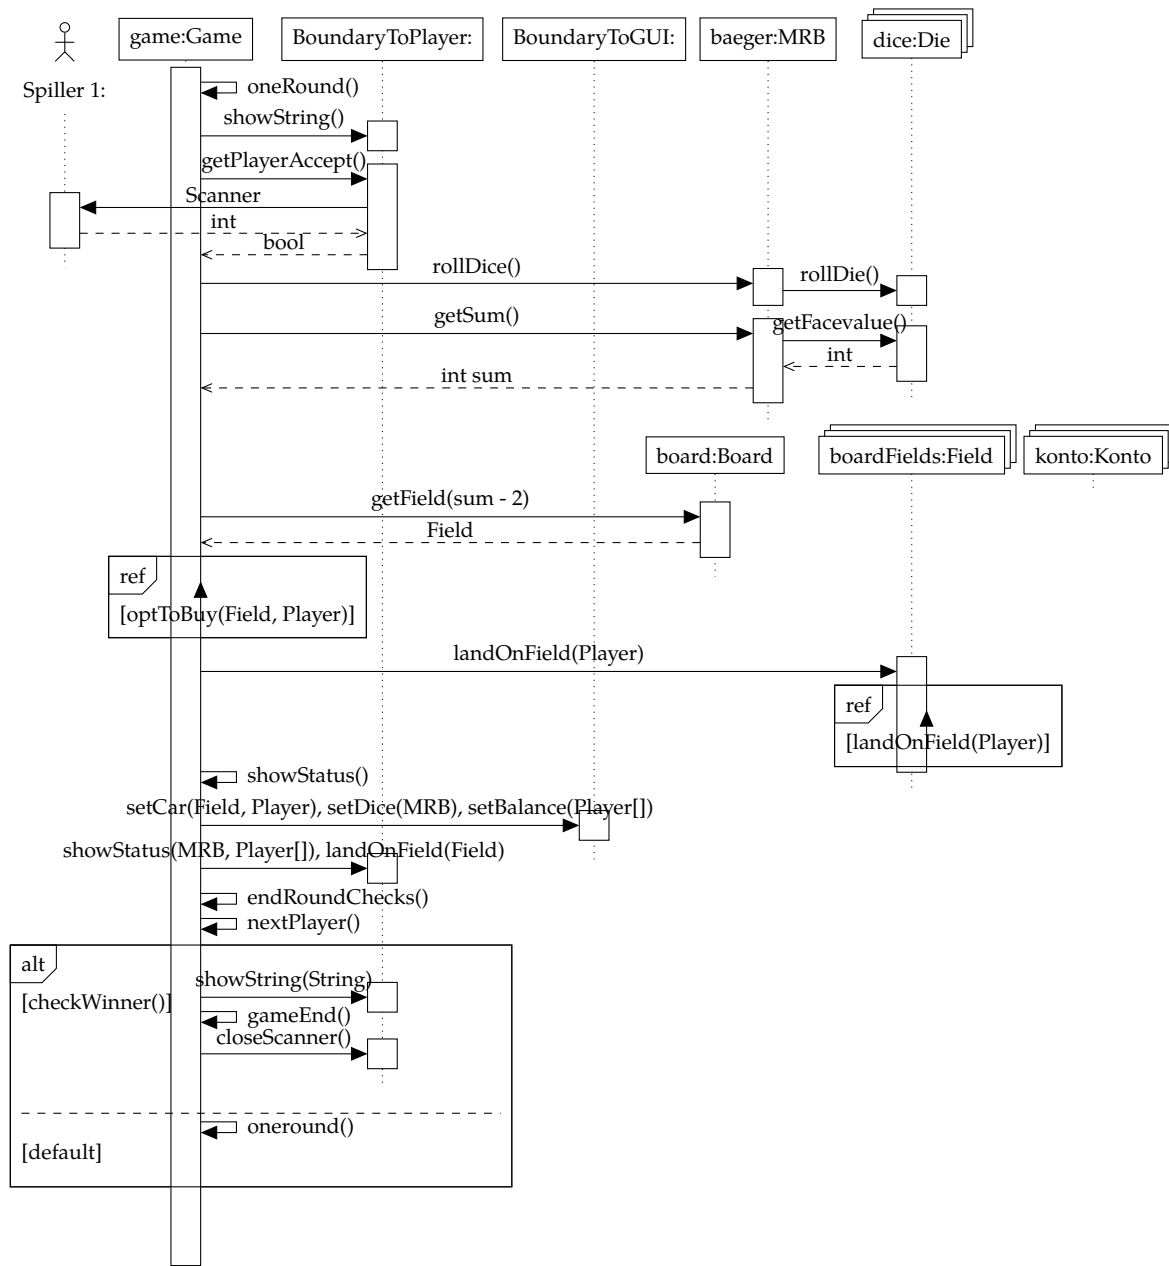 game:Game
BoundaryToPlayer:
BoundaryToGUI:
baeger:MRB
dice:Die
Spiller 1:
oneRound()
showString()
getPlayerAccept()
Scanner
int
bool
rollDice()
rollDie()
getSum()
getFacevalue()
int
int sum
board:Board
boardFields:Field
konto:Konto
getField(sum - 2)
Field
ref
[optToBuy(Field, Player)]
landOnField(Player)
ref
[landOnField(Player)]
showStatus()
setCar(Field, Player), setDice(MRB), setBalance(Player[])
showStatus(MRB, Player[]), landOnField(Field)
endRoundChecks()
nextPlayer()
alt
showString(String)
[checkWinner()]
gameEnd()
closeScanner()
oneround()
[default]